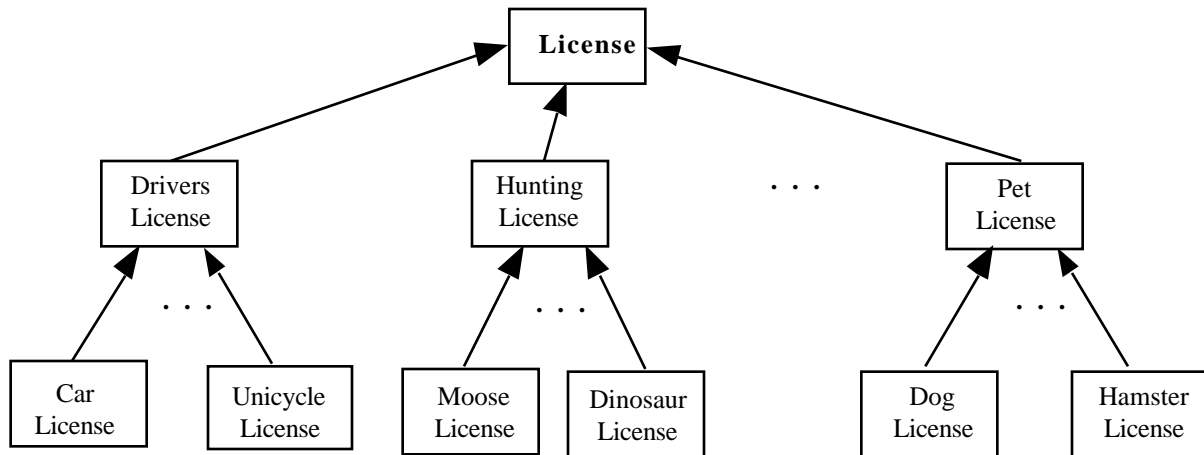 License
Drivers
License
Hunting
License
. . .
Pet
License
. . .
. . .
. . .
Car
License
Unicycle
License
Moose
License
Dinosaur
License
Dog
License
Hamster
License